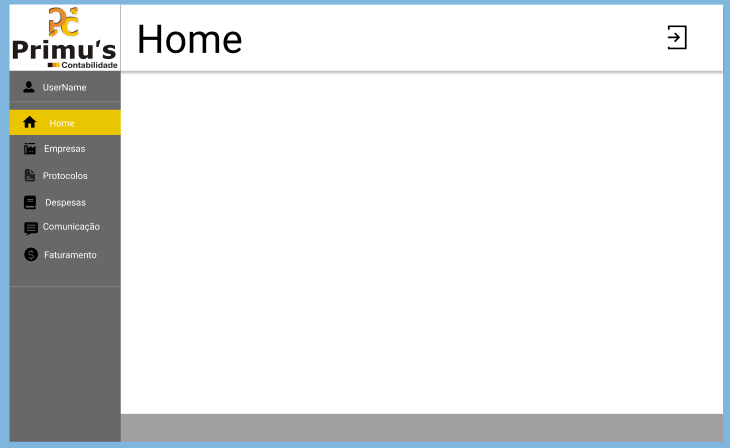 Primu's
Contabilidade
Home
UserName
Home
Empresas
Protocolos
Despesas
Comunicação
Faturamento